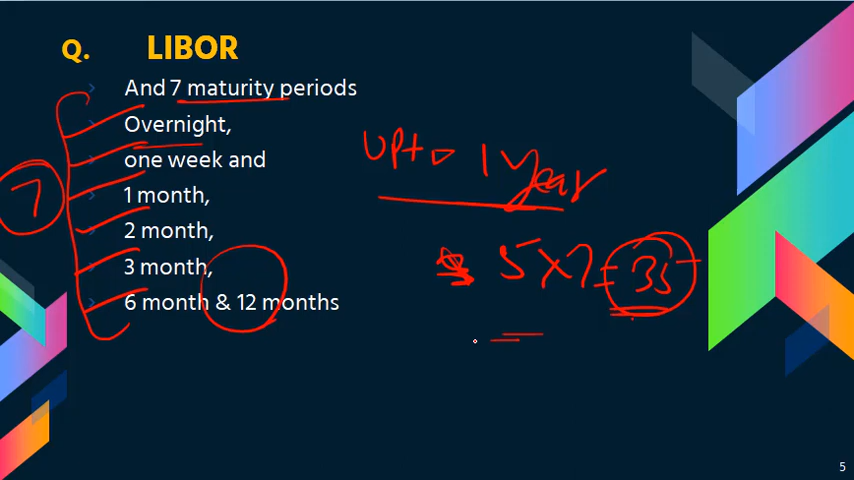 Q. LIBOR
And 7 maturity periods
Overnight,
one week and
1 month,
2 month,
3 month,
6 month & 12 months
7
upto 1 Year
5 x 7 = 35
5